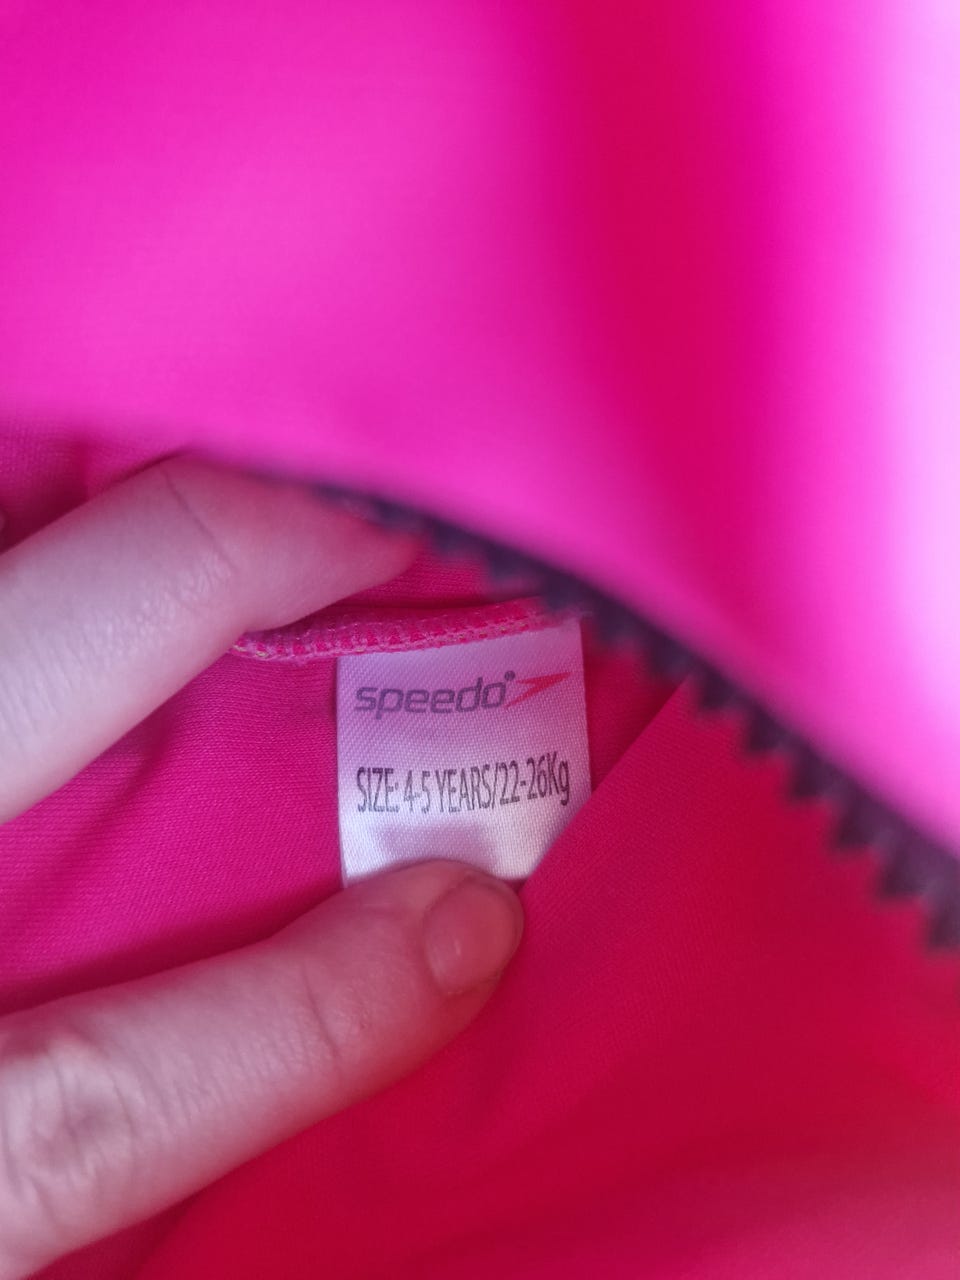 speedo
SIZE: 4-5 YEARS/22-26Kg